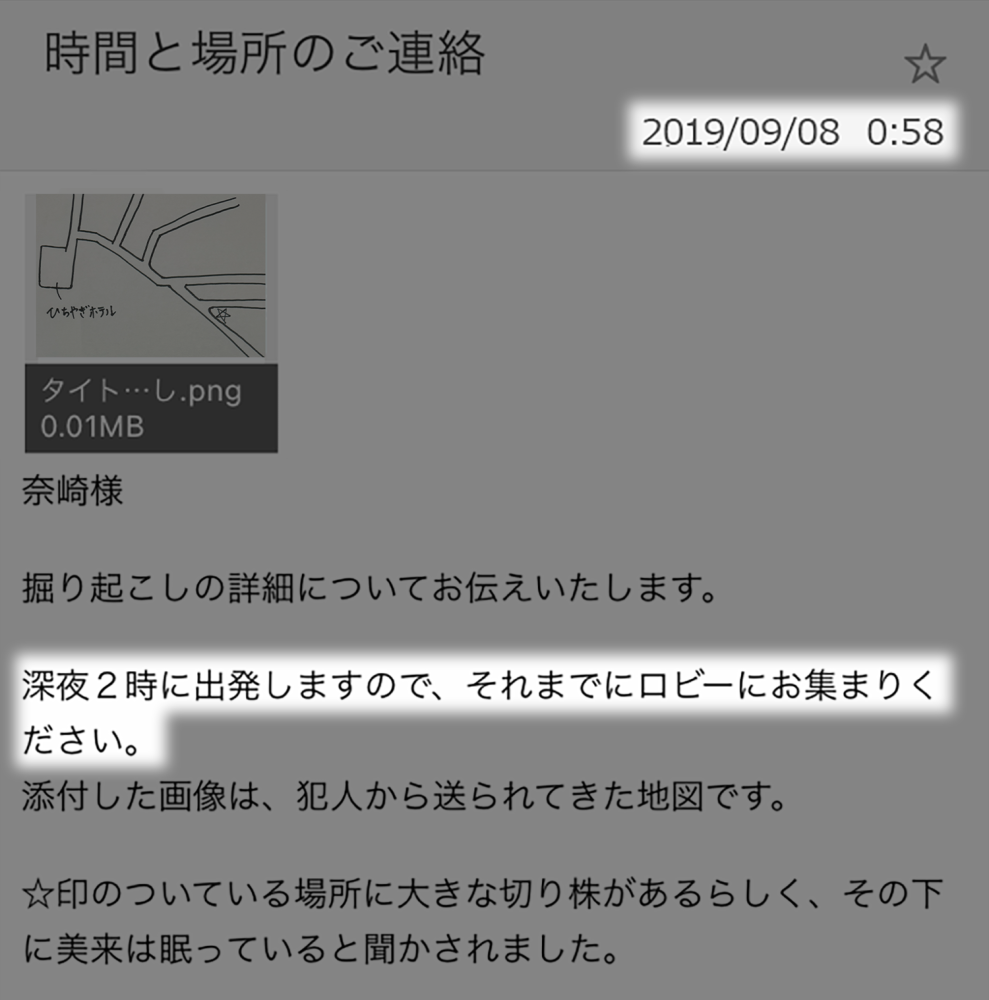 時間と場所のご連絡
2019/09/08 0:58
ひちやぎホテル
タイト…し.png
0.01MB
奈崎様
掘り起こしの詳細についてお伝えいたします。
深夜２時に出発しますので、それまでにロビーにお集まりく
ださい。
添付した画像は、犯人から送られてきた地図です。
☆印のついている場所に大きな切り株があるらしく、その下
に美来は眠っていると聞かされました。